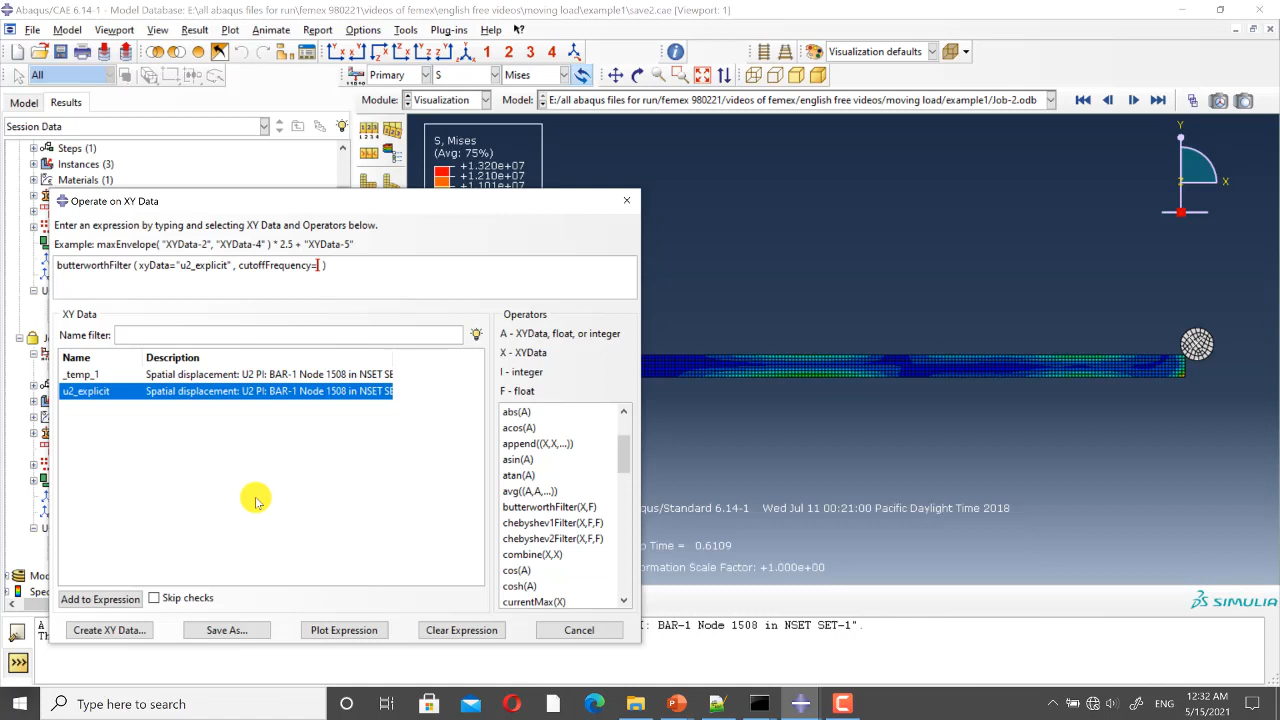 Abaqus/CAE 6.14-1 - Model Database: E:\all abaqus files for run\femex 980221\videos of femex\english free videos\moving load\example1\save2.cae [Viewport: 1]
File Model Viewport View Result Plot Animate Report Options Tools Plug-ins Help
1 2 3 4 Visualization defaults
All Primary S Mises
Model Results Module: Visualization Model: E:/all abaqus files for run/femex 980221/videos of femex/english free videos/moving load/example1/Job-2.odb
Session Data
Steps (1)
Instances (3)
Materials (1)
S, Mises
(Avg: 75%)
+1.320e+07
+1.210e+07
+1.101e+07
Y
Z X
Operate on XY Data
Enter an expression by typing and selecting XY Data and Operators below.
Example: maxEnvelope( "XYData-2", "XYData-4" ) * 2.5 + "XYData-5"
butterworthFilter ( xyData="u2_explicit" , cutoffFrequency= )
XY Data
Name filter:
Name Description
_temp_1 Spatial displacement: U2 PI: BAR-1 Node 1508 in NSET SE
u2_explicit Spatial displacement: U2 PI: BAR-1 Node 1508 in NSET SE
Operators
A - XYData, float, or integer
X - XYData
I - integer
F - float
abs(A)
acos(A)
append((X,X,...))
asin(A)
atan(A)
avg((A,A,...))
butterworthFilter(X,F)
chebyshev1Filter(X,F,F)
chebyshev2Filter(X,F,F)
combine(X,X)
cos(A)
cosh(A)
currentMax(X)
Add to Expression Skip checks
Create XY Data... Save As... Plot Expression Clear Expression Cancel
qus/Standard 6.14-1 Wed Jul 11 00:21:00 Pacific Daylight Time 2018
Time = 0.6109
ormation Scale Factor: +1.000e+00
SIMULIA
: BAR-1 Node 1508 in NSET SET-1".
Type here to search
ENG
12:32 AM
5/15/2021